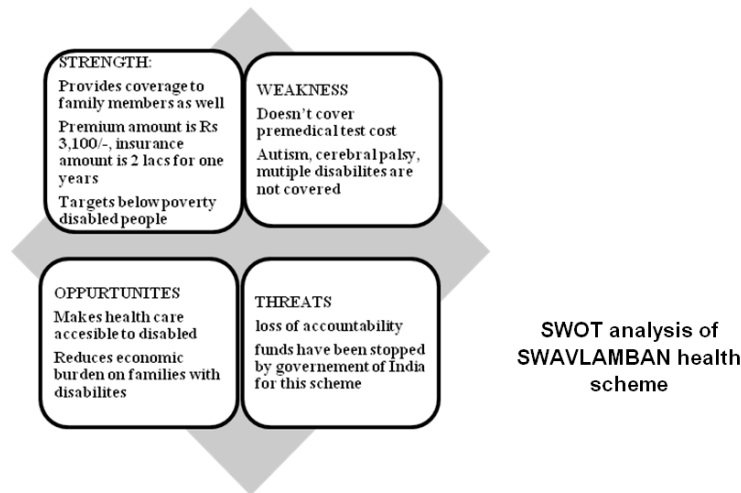 STRENGTH:
Provides coverage to
family members as well
Premium amount is Rs
3,100/-, insurance
amount is 2 lacs for one
years
Targets below poverty
disabled people
WEAKNESS
Doesn't cover
premedical test cost
Autism, cerebral palsy,
mutiple disabilites are
not covered
OPPURTUNITES
Makes health care
accesible to disabled
Reduces economic
burden on families with
disabilites
THREATS
loss of accountability
funds have been stopped
by governement of India
for this scheme
SWOT analysis of
SWAVLAMBAN health
scheme